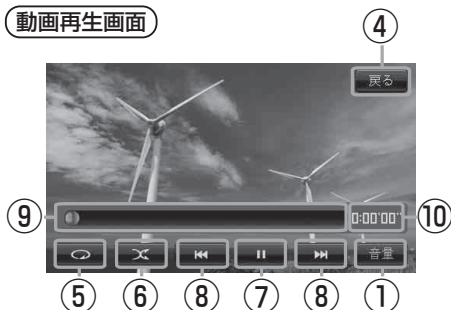 動画再生画面
④
戻る
⑨
0:00'00"
⑩
音量
⑤ ⑥ ⑧ ⑦ ⑧ ①